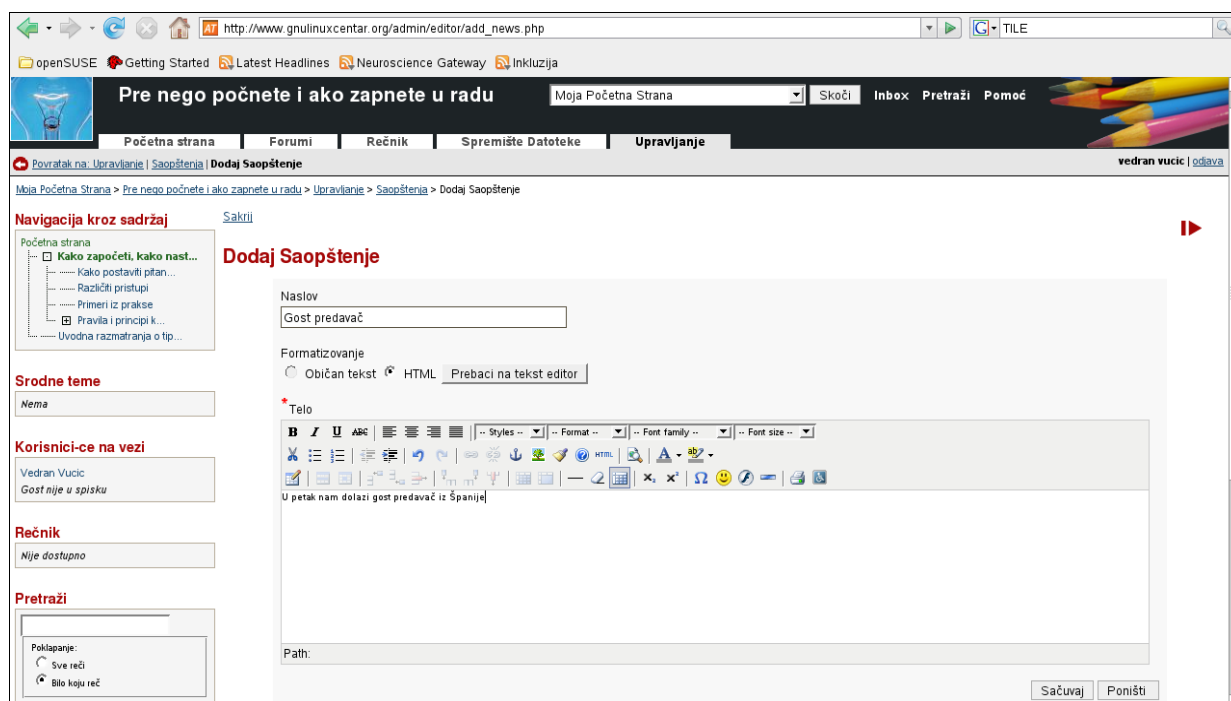 http://www.gnulinuxcentar.org/admin/editor/add_news.php
G TILE
openSUSE Getting Started Latest Headlines Neuroscience Gateway Inkluzija
Pre nego počnete i ako zapnete u radu Moja Početna Strana Skoči Inbox Pretraži Pomoć
Početna strana Forumi Rečnik Spremište Datoteke Upravljanje
Povratak na: Upravljanje | Saopštenja | Dodaj Saopštenje vedran vucic | odjava
Moja Početna Strana > Pre nego počnete i ako zapnete u radu > Upravljanje > Saopštenja > Dodaj Saopštenje
Navigacija kroz sadržaj
Početna strana
Kako započeti, kako nast...
Kako postaviti pitan...
Različiti pristupi
Primeri iz prakse
Pravila i principi k...
Uvodna razmatranja o tip...
Srodne teme
Nema
Korisnici-ce na vezi
Vedran Vucic
Gost nije u spisku
Rečnik
Nije dostupno
Pretraži
Poklapanje:
Sve reči
Bilo koju reč
Sakrij
Dodaj Saopštenje
Naslov
Gost predavač
Formatizovanje
Običan tekst HTML Prebaci na tekst editor
*Telo
B I U ABC -- Styles -- -- Format -- -- Font family -- -- Font size --
HTML A ab
x₂ x² Ω
U petak nam dolazi gost predavač iz Španije
Path:
Sačuvaj Poništi